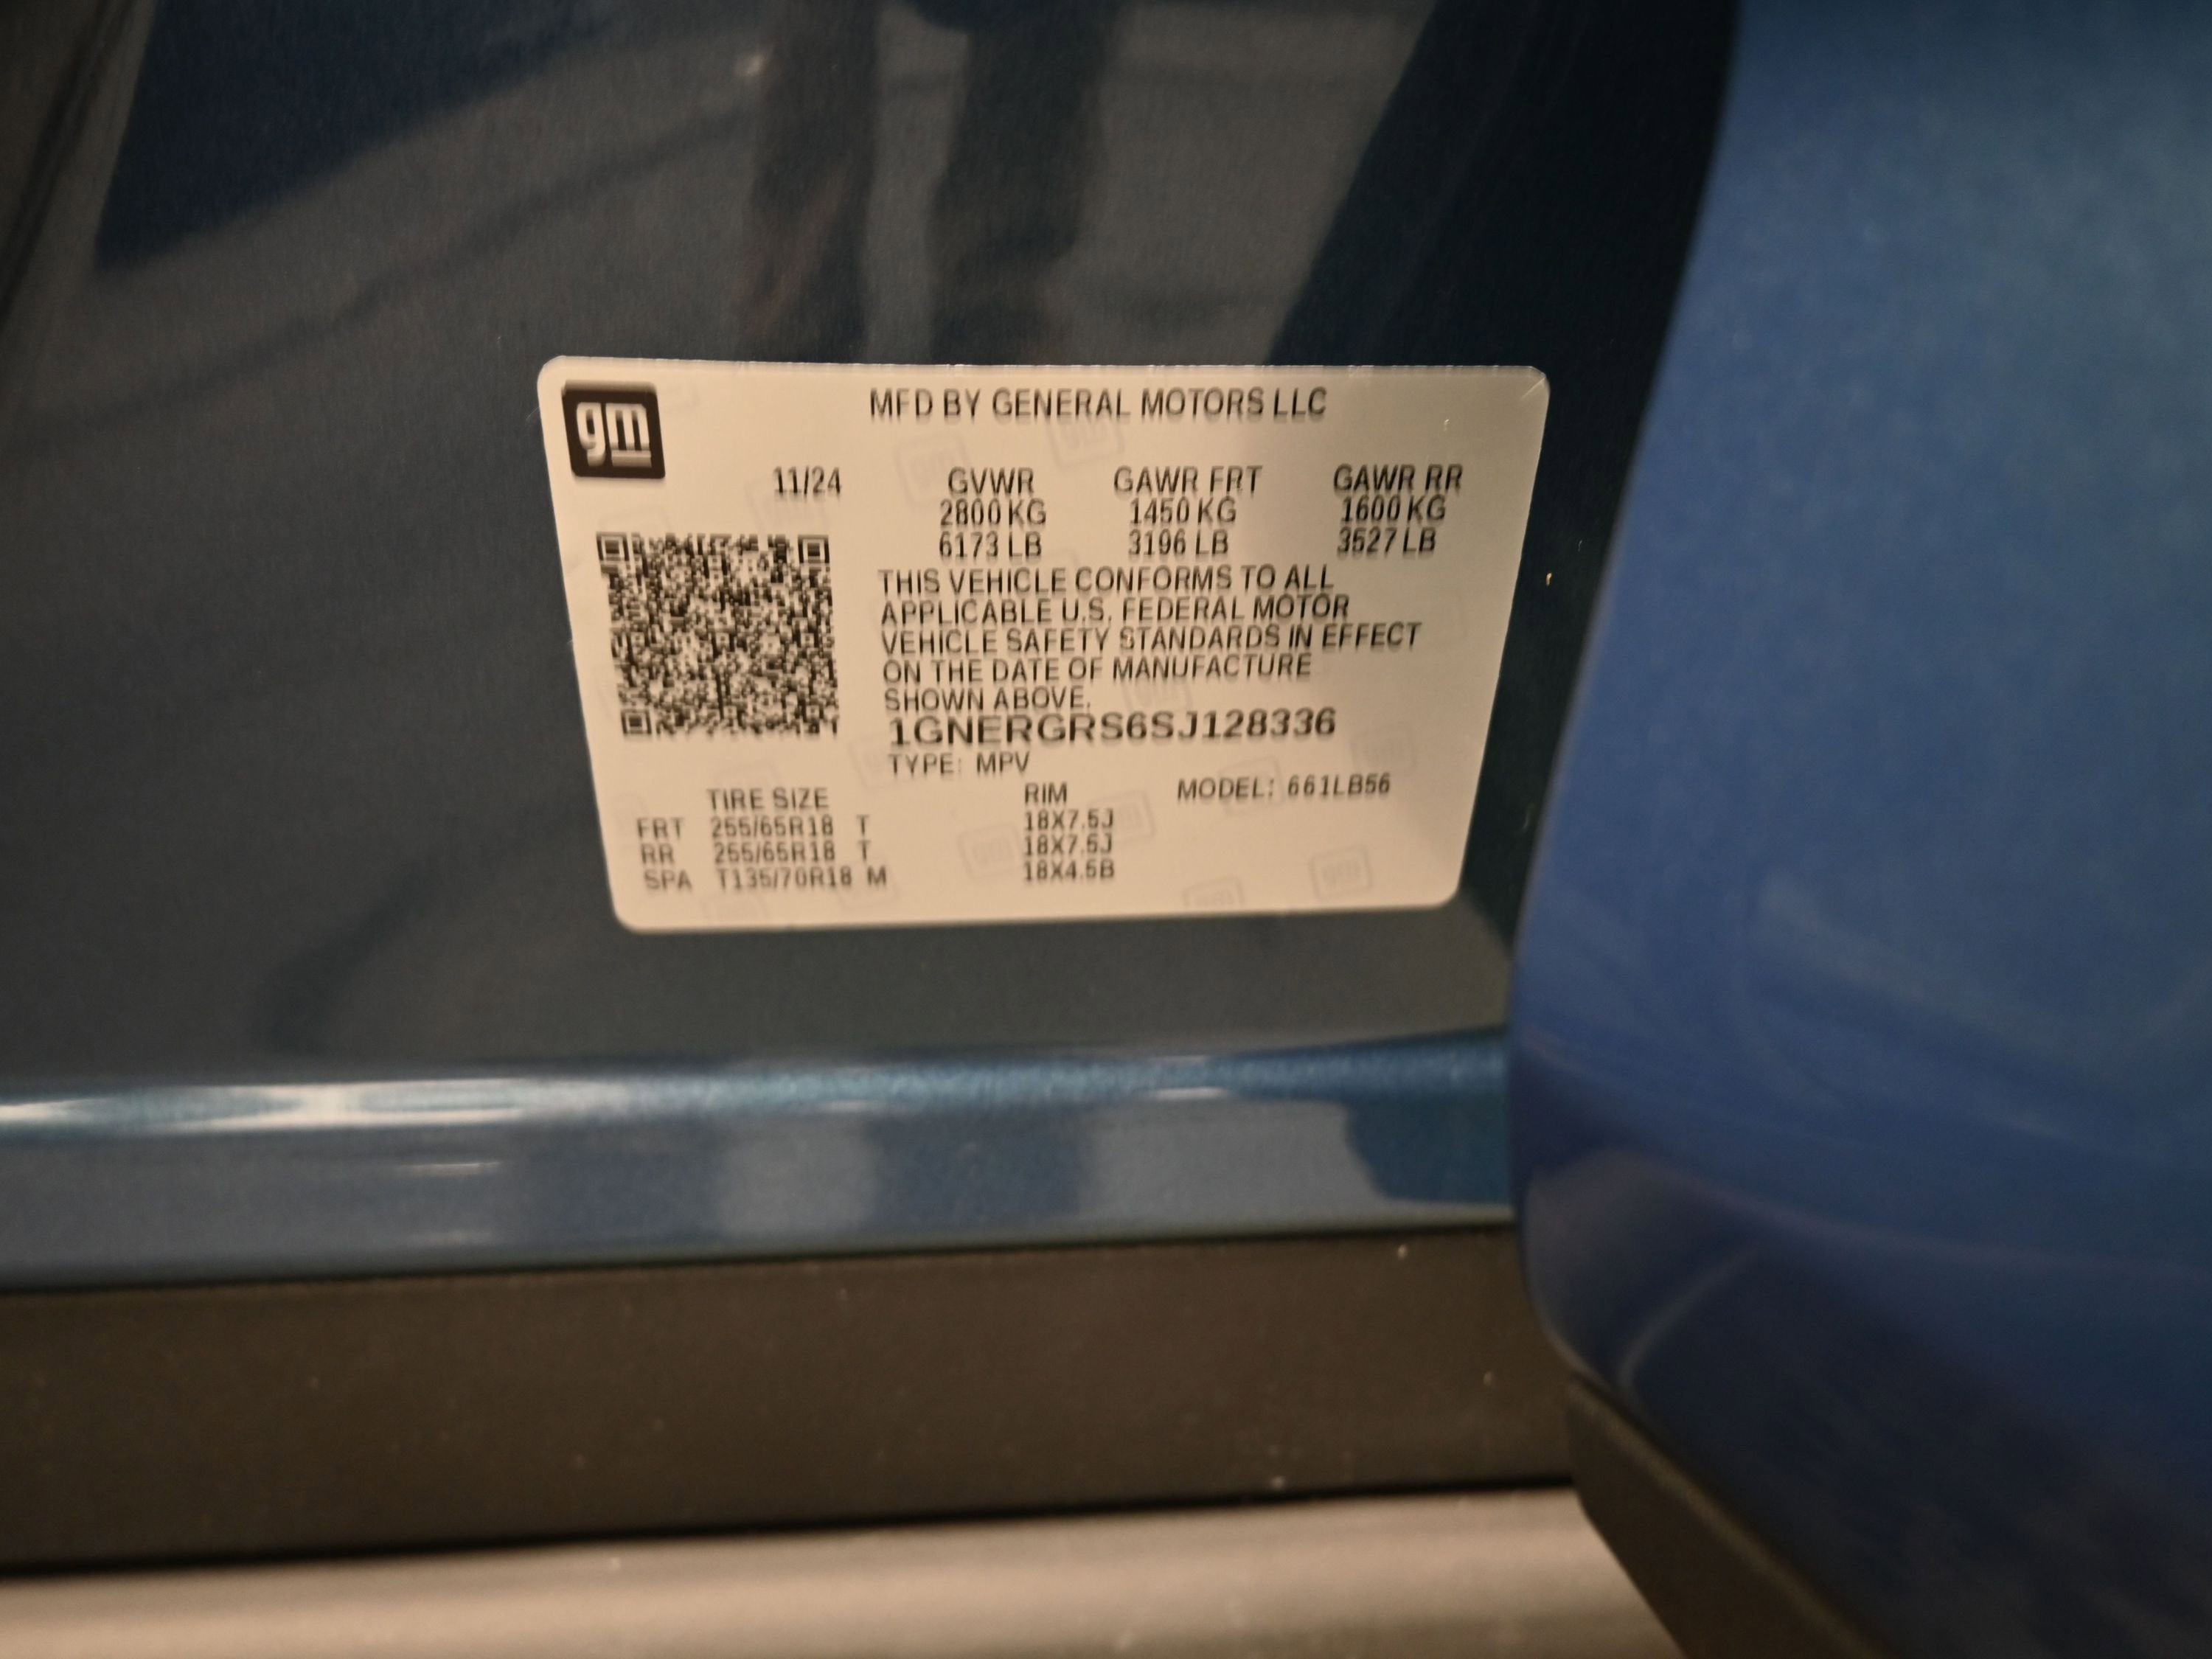 gm
MFD BY GENERAL MOTORS LLC
11/24 GVWR GAWR FRT GAWR RR
2800 KG 1450 KG 1600 KG
6173 LB 3196 LB 3527 LB
THIS VEHICLE CONFORMS TO ALL
APPLICABLE U.S. FEDERAL MOTOR
VEHICLE SAFETY STANDARDS IN EFFECT
ON THE DATE OF MANUFACTURE
SHOWN ABOVE.
1GNERGRS6SJ128336
TYPE: MPV
TIRE SIZE RIM MODEL: 661LB56
FRT 255/65R18 T 18X7.5J
RR 255/65R18 T 18X7.5J
SPA T135/70R18 M 18X4.5B